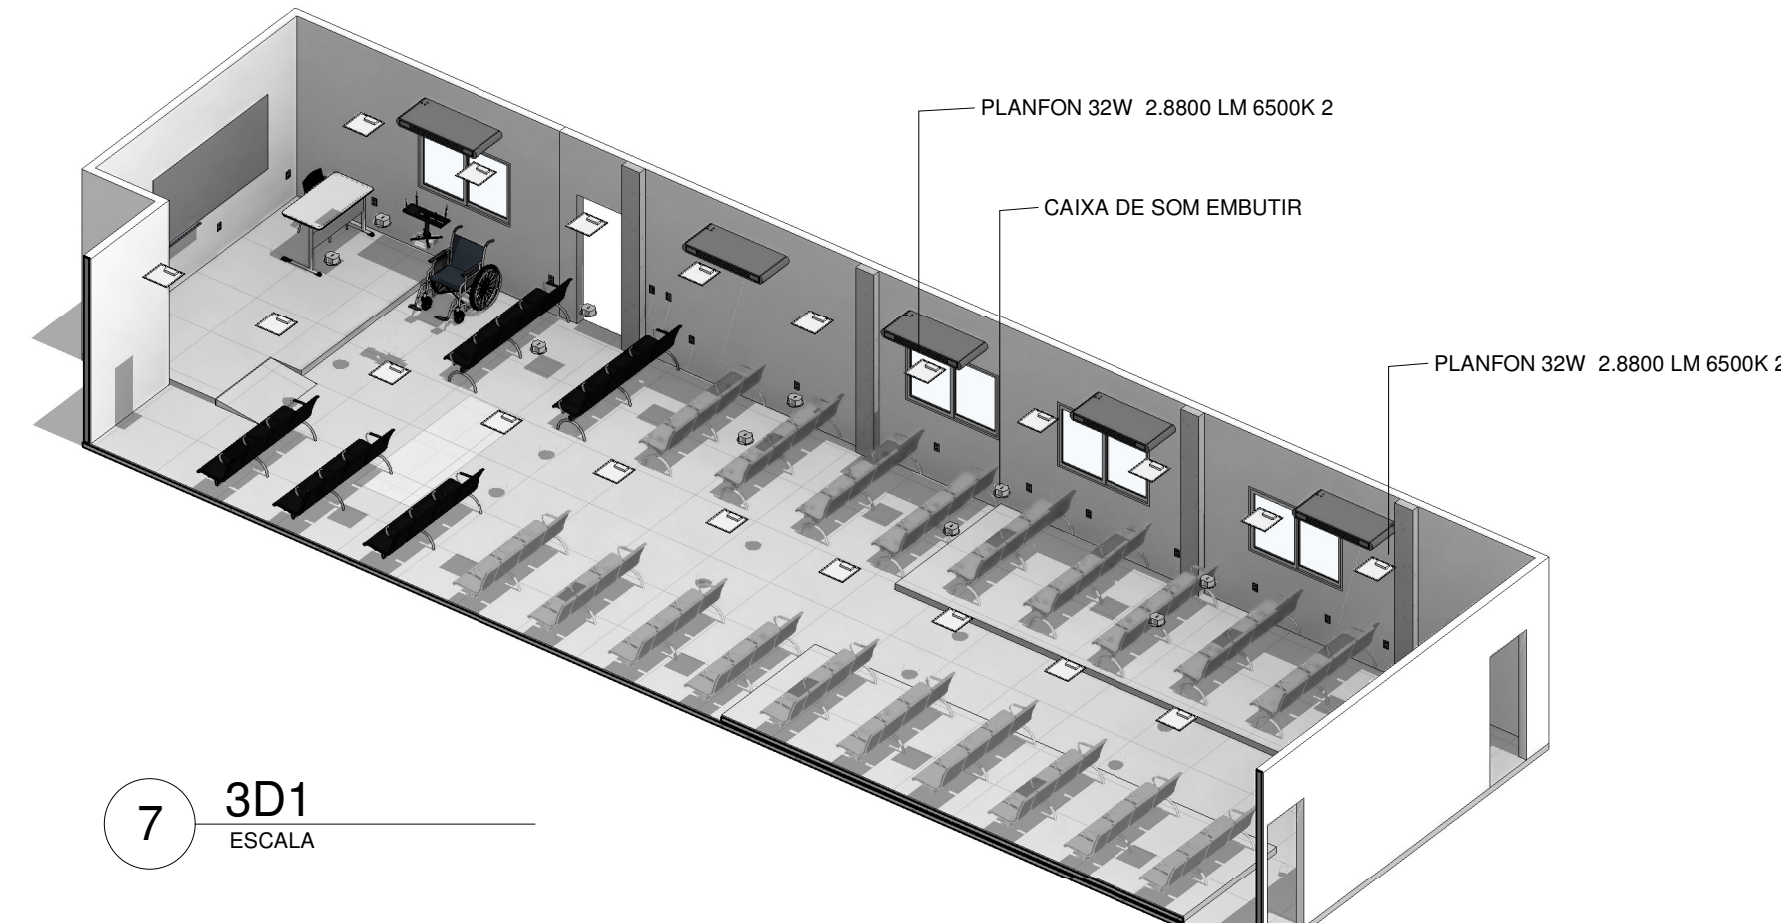 PLANFON 32W  2.8800 LM 6500K 2
CAIXA DE SOM EMBUTIR
PLANFON 32W  2.8800 LM 6500K 2
7
3D1
ESCALA